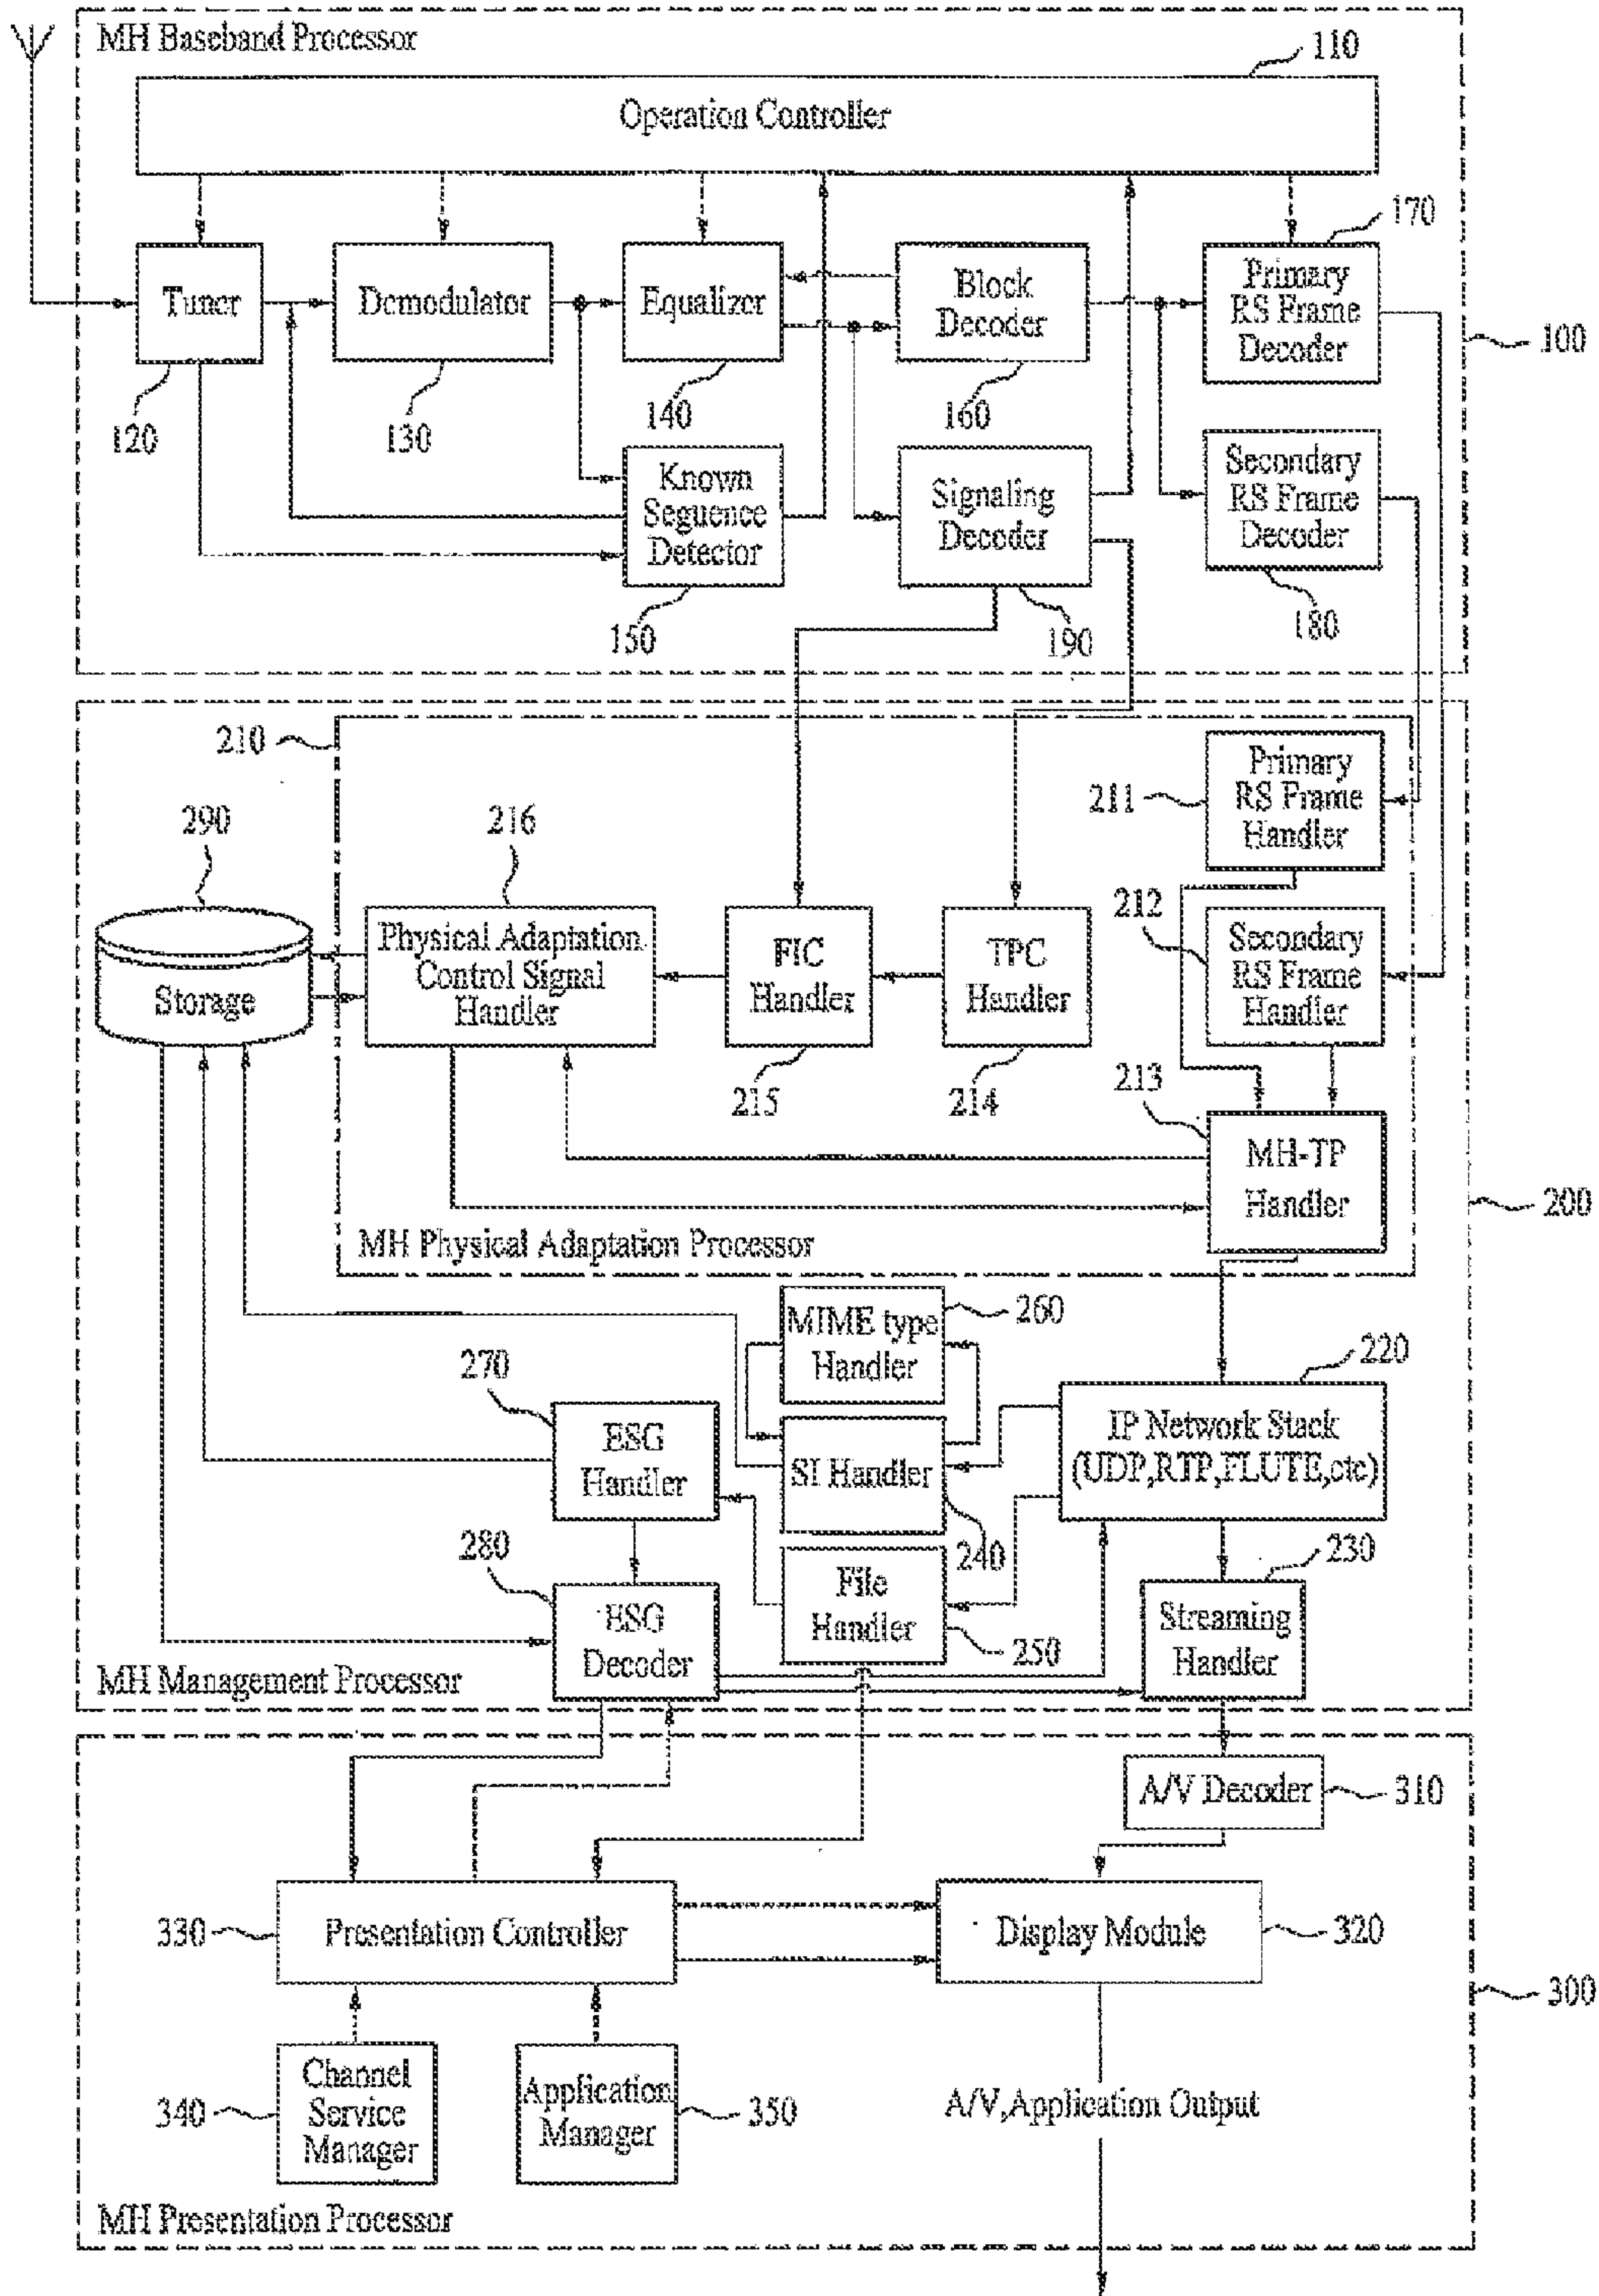 MH Baseband Processor
110
Operation Controller
170
Tuner
Demodulator
Equalizer
Block
Decoder
Primary
RS Frame
Decoder
100
120
130
140
160
Known
Seguence
Detector
Signaling
Decoder
Secondary
RS Frame
Decoder
150
190
180
210
Primary
RS Frame
Handler
211
290
216
212
Storage
Physical Adaptation
Control Signal
Handler
FIC
Handler
TPC
Handler
Secondary
RS Frame
Handler
215
214
213
MH-TP
Handler
200
MH Physical Adaptation Processor
MIME type
Handler
260
270
220
ESG
Handler
SI Handler
IP Network Stack
(UDP,RTP,FLUTE,etc)
280
240
230
ESG
Decoder
File
Handler
250
Streaming
Handler
MH Management Processor
A/V Decoder
310
330
Presentation Controller
Display Module
320
300
340
Channel
Service
Manager
Application
Manager
350
A/V,Application Output
MH Presentation Processor